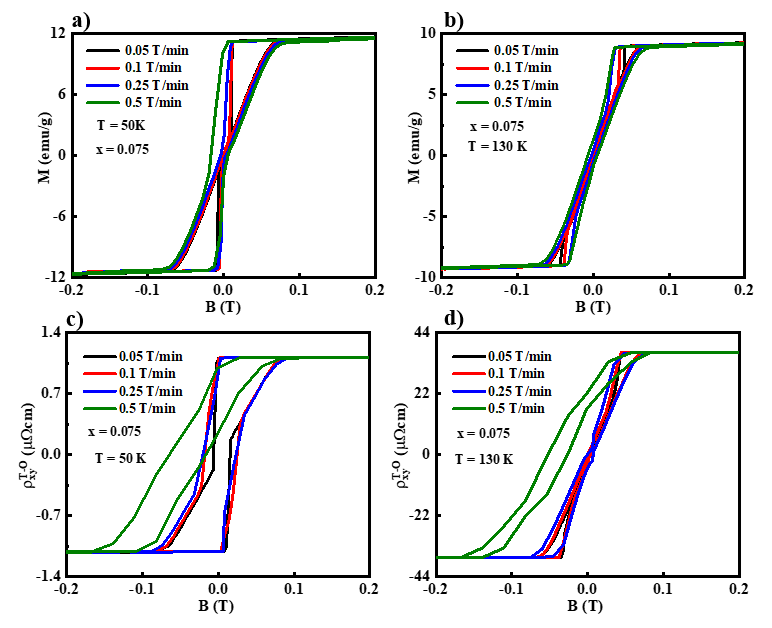 a)
12
6
0
-6
-12
M (emu/g)
0.05 T/min
0.1 T/min
0.25 T/min
0.5 T/min
T = 50K
x = 0.075
-0.2 -0.1 0.0 0.1 0.2
B (T)
b)
10
5
0
-5
-10
M (emu/g)
0.05 T/min
0.1 T/min
0.25 T/min
0.5 T/min
x = 0.075
T = 130 K
-0.2 -0.1 0.0 0.1 0.2
B (T)
c)
1.4
0.7
0.0
-0.7
-1.4
ρxy^T-O (μΩcm)
0.05 T/min
0.1 T/min
0.25 T/min
0.5 T/min
x = 0.075
T = 50 K
-0.2 -0.1 0.0 0.1 0.2
B (T)
d)
44
22
0
-22
-44
ρxy^T-O (μΩcm)
0.05 T/min
0.1 T/min
0.25 T/min
0.5 T/min
x = 0.075
T = 130 K
-0.2 -0.1 0.0 0.1 0.2
B (T)